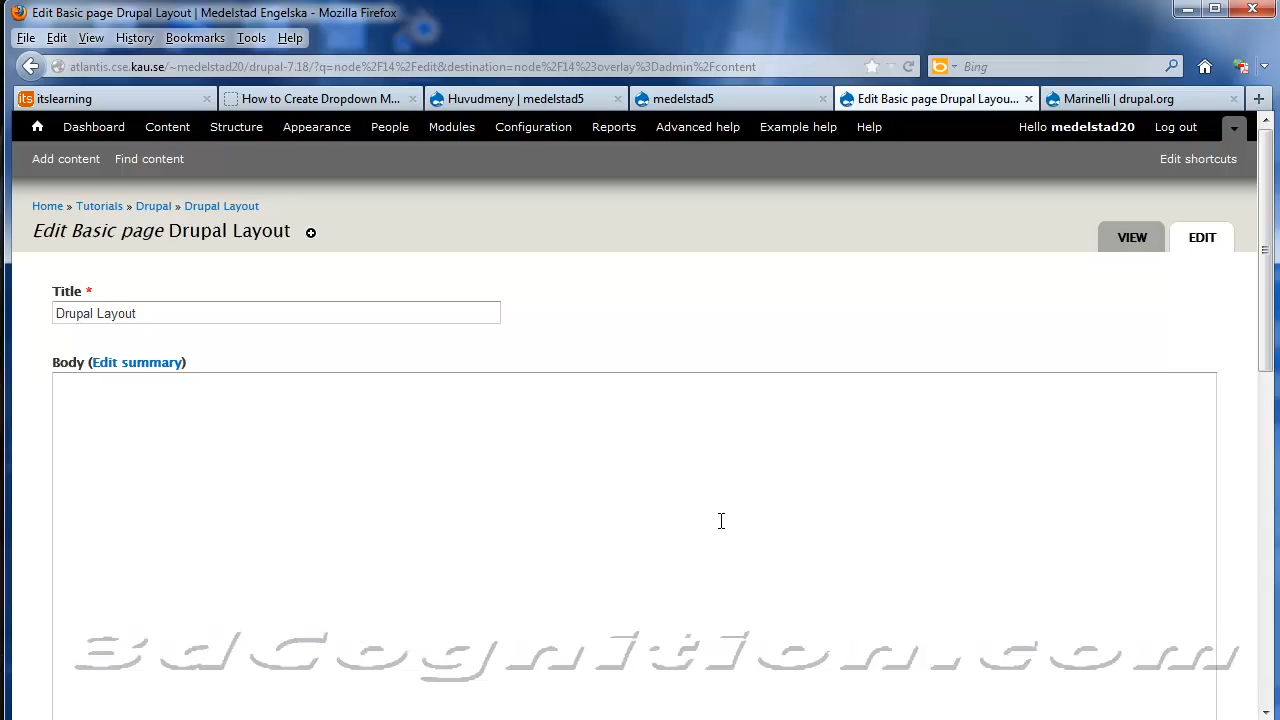 Edit Basic page Drupal Layout | Medelstad Engelska - Mozilla Firefox
File Edit View History Bookmarks Tools Help
atlantis.cse.kau.se/~medelstad20/drupal-7.18/?q=node%2F14%2Fedit&destination=node%2F14%23overlay%3Dadmin%2Fcontent Bing
itslearning How to Create Dropdown M... Huvudmeny | medelstad5 medelstad5 Edit Basic page Drupal Layou... Marinelli | drupal.org
Dashboard Content Structure Appearance People Modules Configuration Reports Advanced help Example help Help Hello medelstad20 Log out
Add content Find content Edit shortcuts
Home » Tutorials » Drupal » Drupal Layout
Edit Basic page Drupal Layout VIEW EDIT
Title *
Drupal Layout
Body (Edit summary)
3dCognition.com